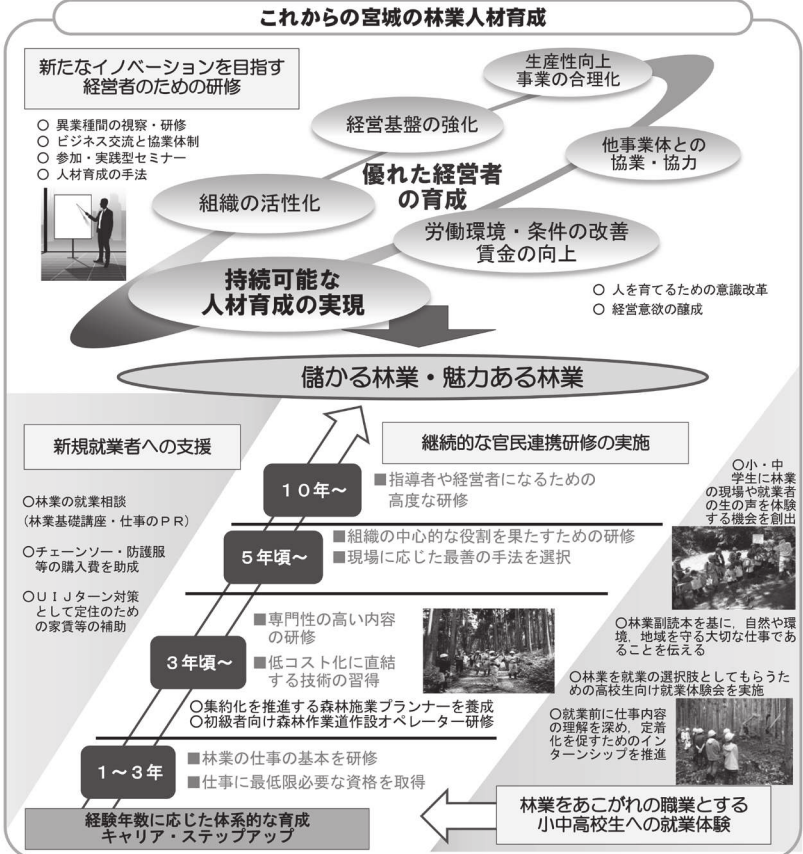 これからの宮城の林業人材育成
新たなイノベーションを目指す
経営者のための研修
○ 異業種間の視察・研修
○ ビジネス交流と協業体制
○ 参加・実践型セミナー
○ 人材育成の手法
生産性向上
事業の合理化
経営基盤の強化
他事業体との
協業・協力
優れた経営者
の育成
組織の活性化
労働環境・条件の改善
賃金の向上
持続可能な
人材育成の実現
○ 人を育てるための意識改革
○ 経営意欲の醸成
儲かる林業・魅力ある林業
新規就業者への支援
○林業の就業相談
(林業基礎講座・仕事のPR)
○チェーンソー・防護服
等の購入費を助成
○UIJターン対策
として定住のため
の家賃等の補助
継続的な官民連携研修の実施
10年～
■指導者や経営者になるための
高度な研修
5年頃～
■組織の中心的な役割を果たすための研修
■現場に応じた最善の手法を選択
3年頃～
■専門性の高い内容
の研修
■低コスト化に直結
する技術の習得
○集約化を推進する森林施業プランナーを養成
○初級者向け森林作業道作設オペレーター研修
1～3年
■林業の仕事の基本を研修
■仕事に最低限必要な資格を取得
経験年数に応じた体系的な育成
キャリア・ステップアップ
○小・中
学生に林業
の現場や就業者
の生の声を体験
する機会を創出
○林業副読本を基に，自然や環
境，地域を守る大切な仕事であ
ることを伝える
○林業を就業の選択肢としてもらうた
めの高校生向け就業体験会を実施
○就業前に仕事内容
の理解を深め，定着
化を促すためのイン
ターンシップを推進
林業をあこがれの職業とする
小中高校生への就業体験